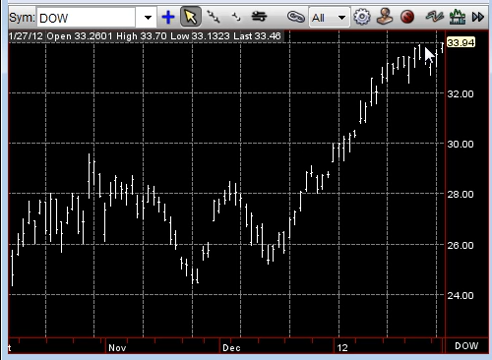 Sym: DOW All
1/27/12 Open 33.2601 High 33.70 Low 33.1323 Last 33.46
33.94
32.00
30.00
28.00
26.00
24.00
t Nov Dec 12 DOW